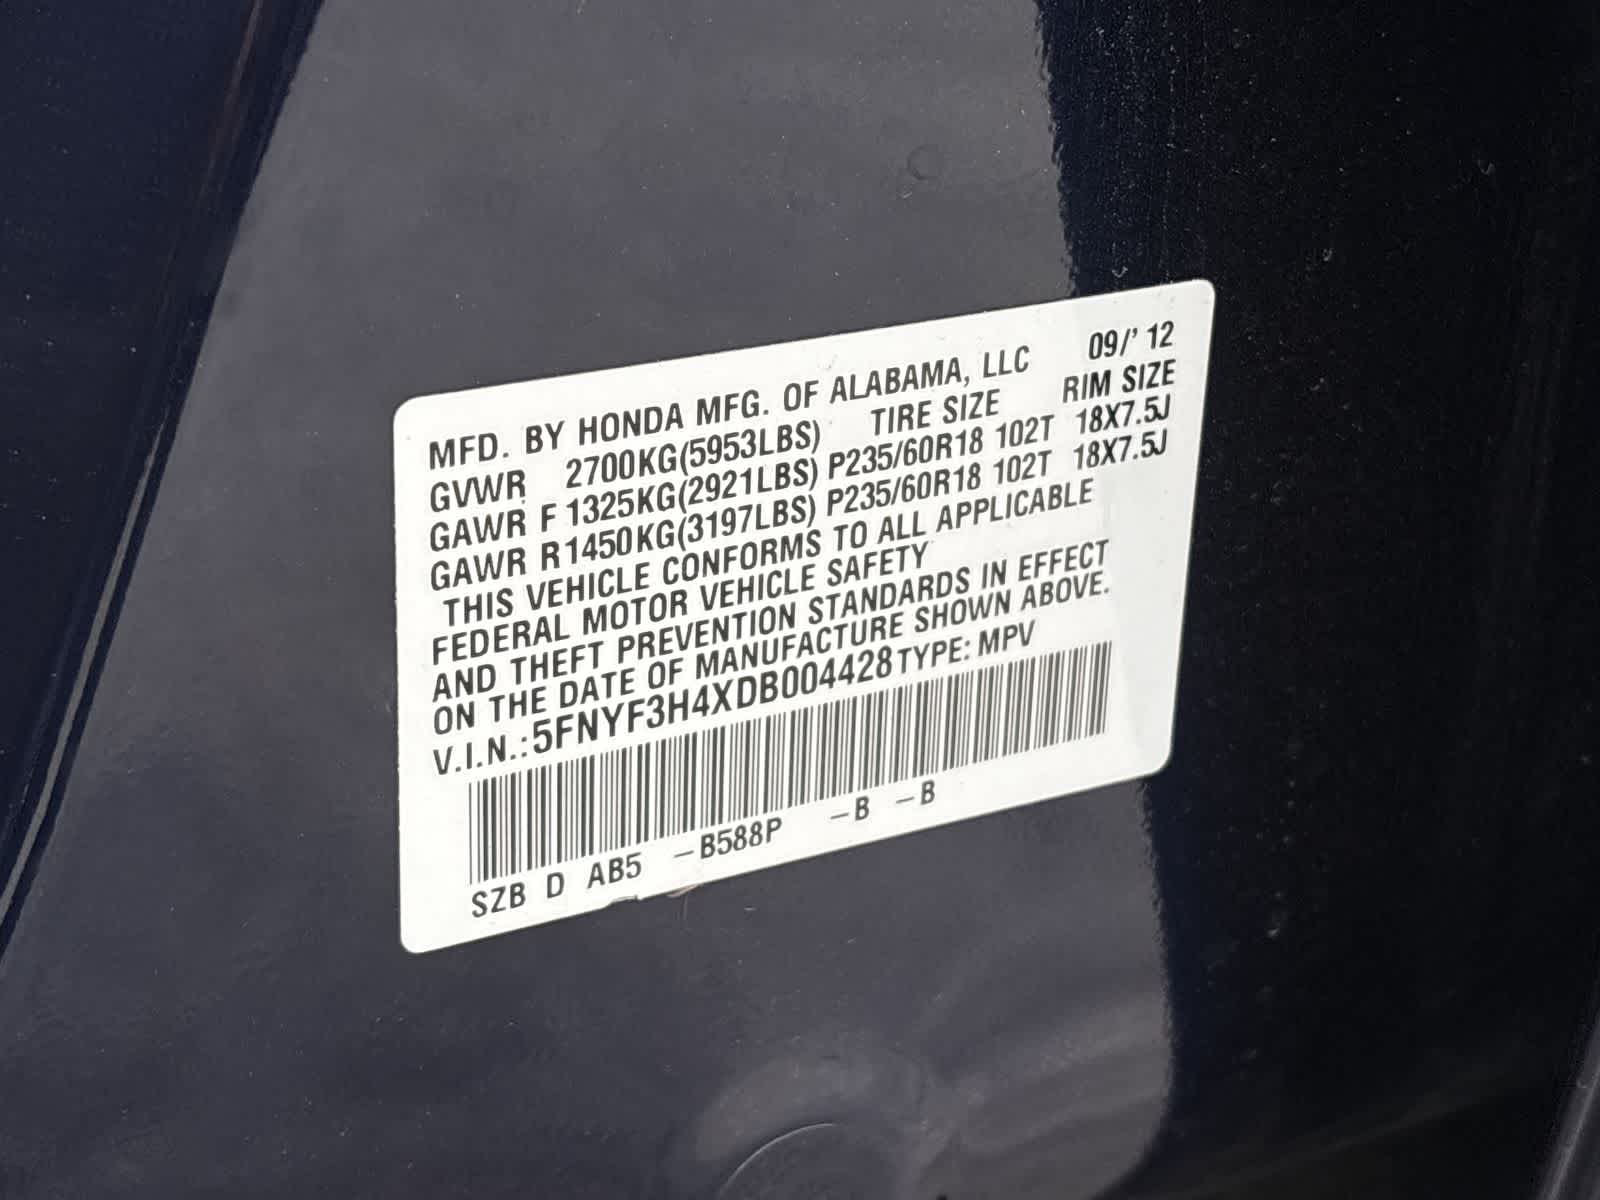 MFD. BY HONDA MFG. OF ALABAMA, LLC 09/' 12
GVWR 2700KG(5953LBS) TIRE SIZE RIM SIZE
GAWR F 1325KG(2921LBS) P235/60R18 102T 18X7.5J
GAWR R1450KG(3197LBS) P235/60R18 102T 18X7.5J
THIS VEHICLE CONFORMS TO ALL APPLICABLE
FEDERAL MOTOR VEHICLE SAFETY
AND THEFT PREVENTION STANDARDS IN EFFECT
ON THE DATE OF MANUFACTURE SHOWN ABOVE.
V.I.N.:5FNYF3H4XDB004428 TYPE: MPV
SZB D AB5 -B588P -B -B